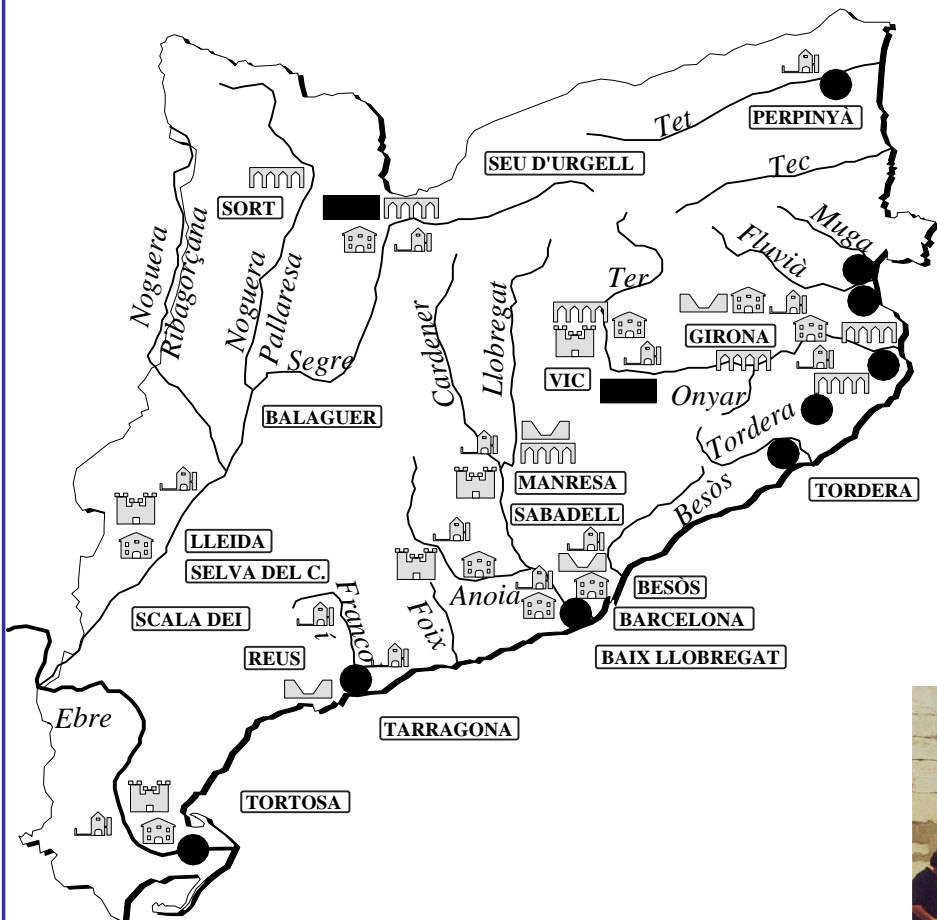 PERPINYÀ
Tet
SEU D'URGELL
Tec
SORT
Muga
Fluvià
Noguera
Ribagorçana
Noguera
Pallaresa
Ter
Cardener
Llobregat
GIRONA
Segre
VIC
Onyar
BALAGUER
Tordera
MANRESA
TORDERA
Besòs
SABADELL
LLEIDA
SELVA DEL C.
Anoia
BESÒS
Franco
í
Foix
SCALA DEI
BARCELONA
REUS
BAIX LLOBREGAT
Ebre
TARRAGONA
TORTOSA